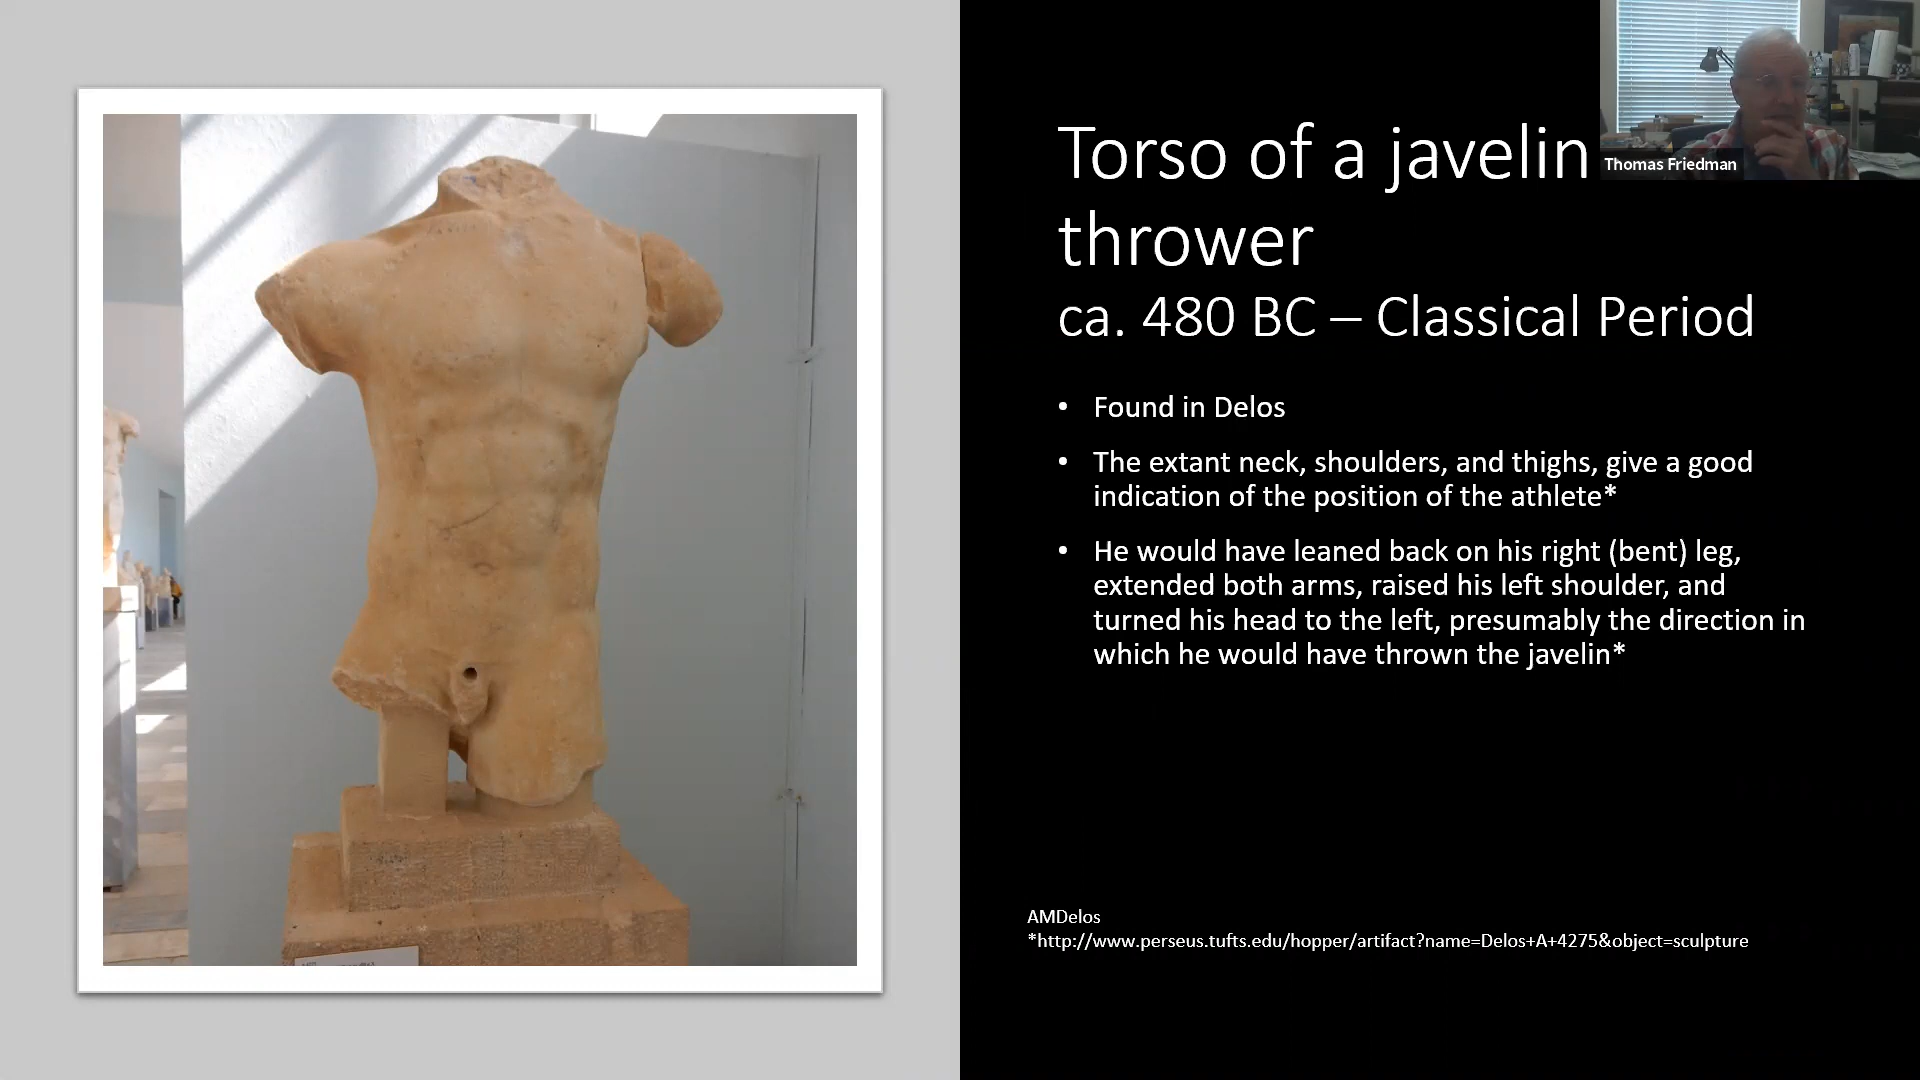 Torso of a javelin
thrower
ca. 480 BC – Classical Period
Thomas Friedman
• Found in Delos
• The extant neck, shoulders, and thighs, give a good
indication of the position of the athlete*
• He would have leaned back on his right (bent) leg,
extended both arms, raised his left shoulder, and
turned his head to the left, presumably the direction in
which he would have thrown the javelin*
AMDelos
*http://www.perseus.tufts.edu/hopper/artifact?name=Delos+A+4275&object=sculpture